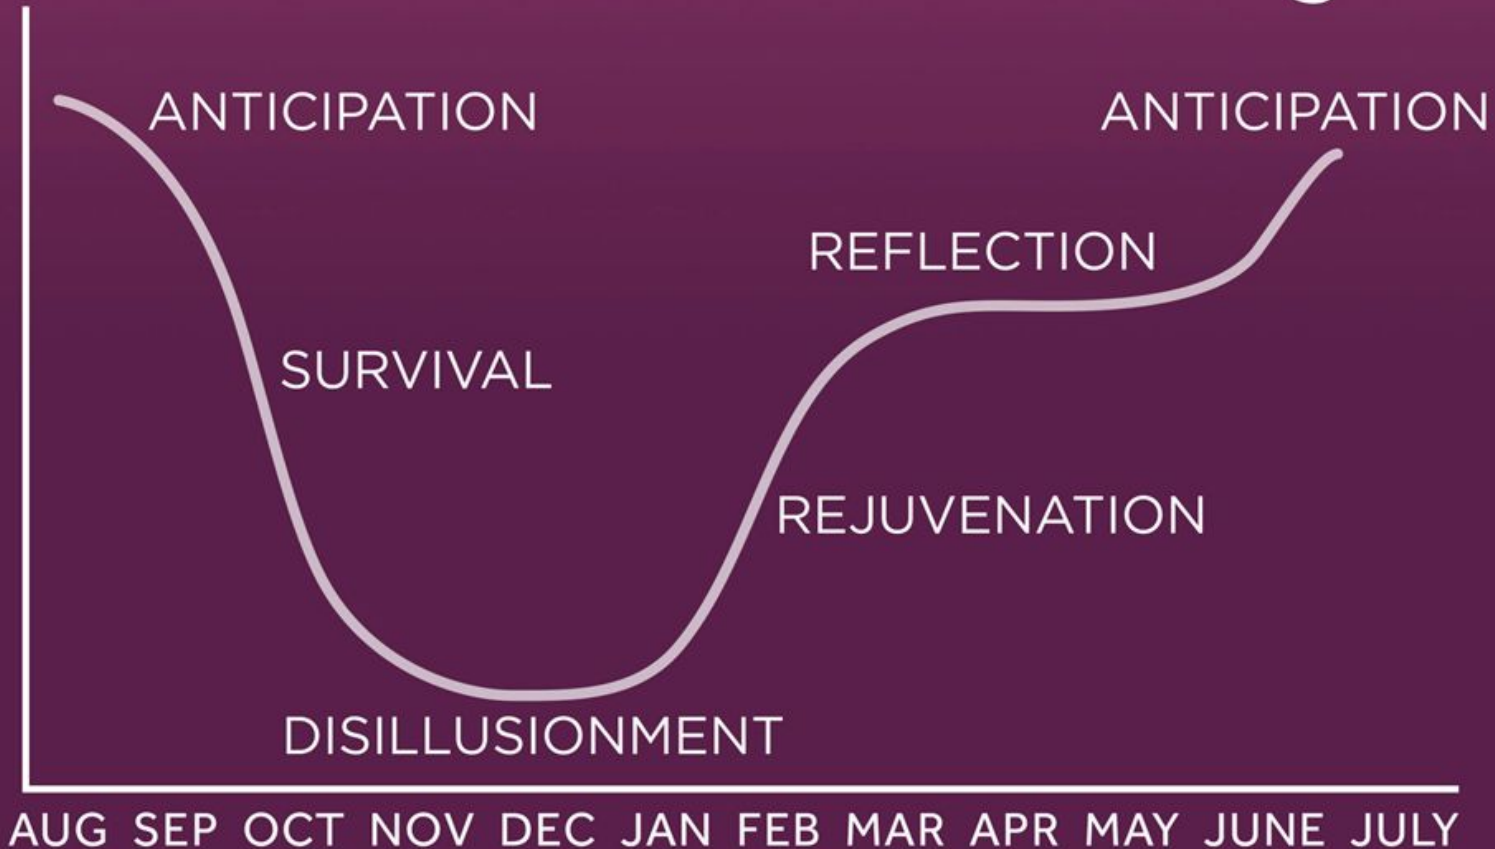 ANTICIPATION
ANTICIPATION
REFLECTION
SURVIVAL
REJUVENATION
DISILLUSIONMENT
AUG SEP OCT NOV DEC JAN FEB MAR APR MAY JUNE JULY